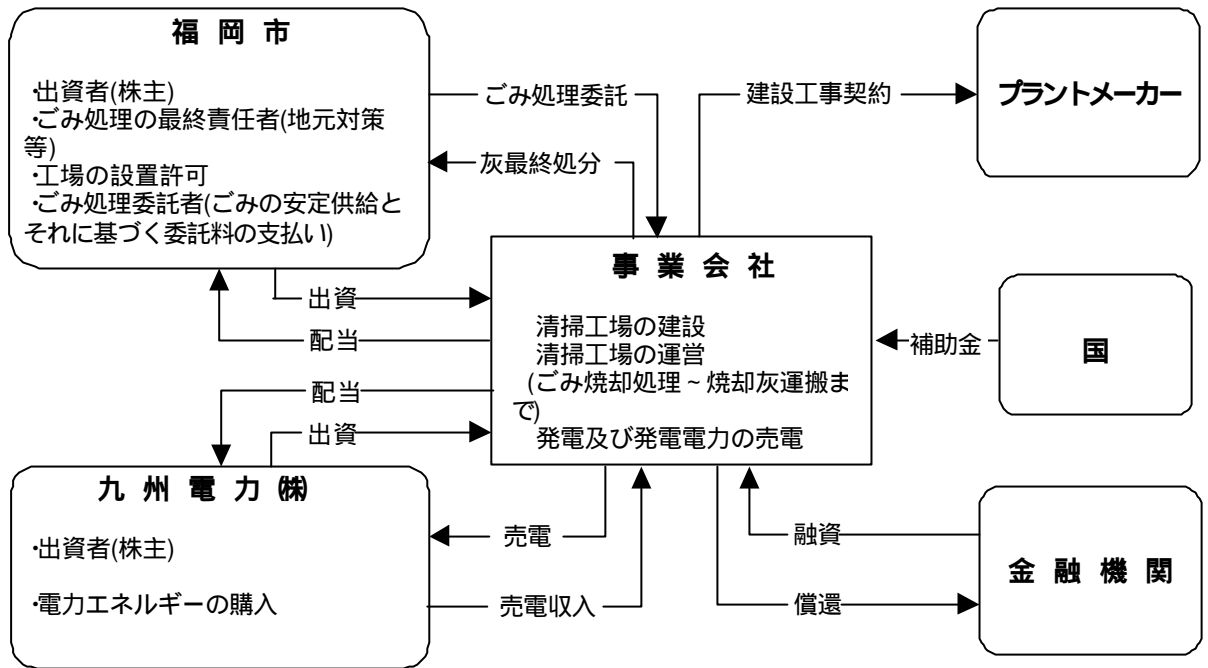 福 岡 市
・出資者(株主)
・ごみ処理の最終責任者(地元対策
等)
・工場の設置許可
・ごみ処理委託者(ごみの安定供給と
それに基づく委託料の支払い)
ごみ処理委託
灰最終処分
建設工事契約
プラントメーカー
出資
配当
事 業 会 社
清掃工場の建設
清掃工場の運営
(ごみ焼却処理~焼却灰運搬ま
で)
発電及び発電電力の売電
補助金
国
配当
出資
九 州 電 力 ㈱
・出資者(株主)
・電力エネルギーの購入
売電
売電収入
融資
償還
金 融 機 関